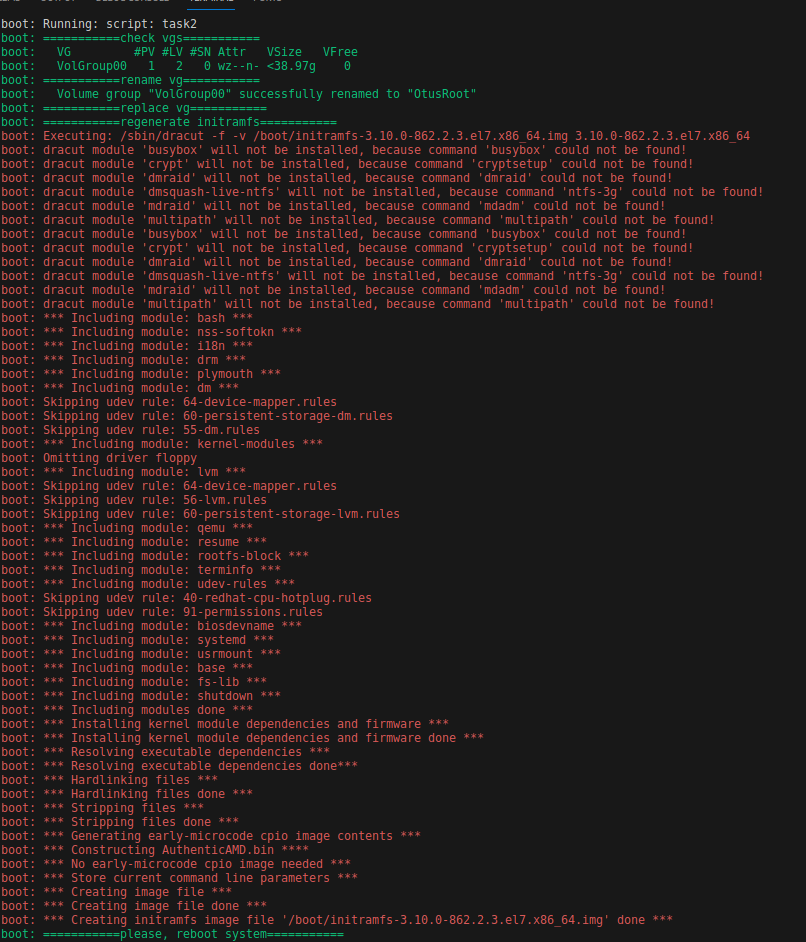 boot: Running: script: task2
boot: ===========check vgs===========
boot:   VG         #PV #LV #SN Attr   VSize   VFree
boot:   VolGroup00   1   2   0 wz--n- <38.97g    0
boot: ===========rename vg===========
boot:   Volume group "VolGroup00" successfully renamed to "OtusRoot"
boot: ===========replace vg===========
boot: ===========regenerate initramfs===========
boot: Executing: /sbin/dracut -f -v /boot/initramfs-3.10.0-862.2.3.el7.x86_64.img 3.10.0-862.2.3.el7.x86_64
boot: dracut module 'busybox' will not be installed, because command 'busybox' could not be found!
boot: dracut module 'crypt' will not be installed, because command 'cryptsetup' could not be found!
boot: dracut module 'dmraid' will not be installed, because command 'dmraid' could not be found!
boot: dracut module 'dmsquash-live-ntfs' will not be installed, because command 'ntfs-3g' could not be found!
boot: dracut module 'mdraid' will not be installed, because command 'mdadm' could not be found!
boot: dracut module 'multipath' will not be installed, because command 'multipath' could not be found!
boot: dracut module 'busybox' will not be installed, because command 'busybox' could not be found!
boot: dracut module 'crypt' will not be installed, because command 'cryptsetup' could not be found!
boot: dracut module 'dmraid' will not be installed, because command 'dmraid' could not be found!
boot: dracut module 'dmsquash-live-ntfs' will not be installed, because command 'ntfs-3g' could not be found!
boot: dracut module 'mdraid' will not be installed, because command 'mdadm' could not be found!
boot: dracut module 'multipath' will not be installed, because command 'multipath' could not be found!
boot: *** Including module: bash ***
boot: *** Including module: nss-softokn ***
boot: *** Including module: i18n ***
boot: *** Including module: drm ***
boot: *** Including module: plymouth ***
boot: *** Including module: dm ***
boot: Skipping udev rule: 64-device-mapper.rules
boot: Skipping udev rule: 60-persistent-storage-dm.rules
boot: Skipping udev rule: 55-dm.rules
boot: *** Including module: kernel-modules ***
boot: Omitting driver floppy
boot: *** Including module: lvm ***
boot: Skipping udev rule: 64-device-mapper.rules
boot: Skipping udev rule: 56-lvm.rules
boot: Skipping udev rule: 60-persistent-storage-lvm.rules
boot: *** Including module: qemu ***
boot: *** Including module: resume ***
boot: *** Including module: rootfs-block ***
boot: *** Including module: terminfo ***
boot: *** Including module: udev-rules ***
boot: Skipping udev rule: 40-redhat-cpu-hotplug.rules
boot: Skipping udev rule: 91-permissions.rules
boot: *** Including module: biosdevname ***
boot: *** Including module: systemd ***
boot: *** Including module: usrmount ***
boot: *** Including module: base ***
boot: *** Including module: fs-lib ***
boot: *** Including module: shutdown ***
boot: *** Including modules done ***
boot: *** Installing kernel module dependencies and firmware ***
boot: *** Installing kernel module dependencies and firmware done ***
boot: *** Resolving executable dependencies ***
boot: *** Resolving executable dependencies done***
boot: *** Hardlinking files ***
boot: *** Hardlinking files done ***
boot: *** Stripping files ***
boot: *** Stripping files done ***
boot: *** Generating early-microcode cpio image contents ***
boot: *** Constructing AuthenticAMD.bin ****
boot: *** No early-microcode cpio image needed ***
boot: *** Store current command line parameters ***
boot: *** Creating image file ***
boot: *** Creating image file done ***
boot: *** Creating initramfs image file '/boot/initramfs-3.10.0-862.2.3.el7.x86_64.img' done ***
boot: ===========please, reboot system===========